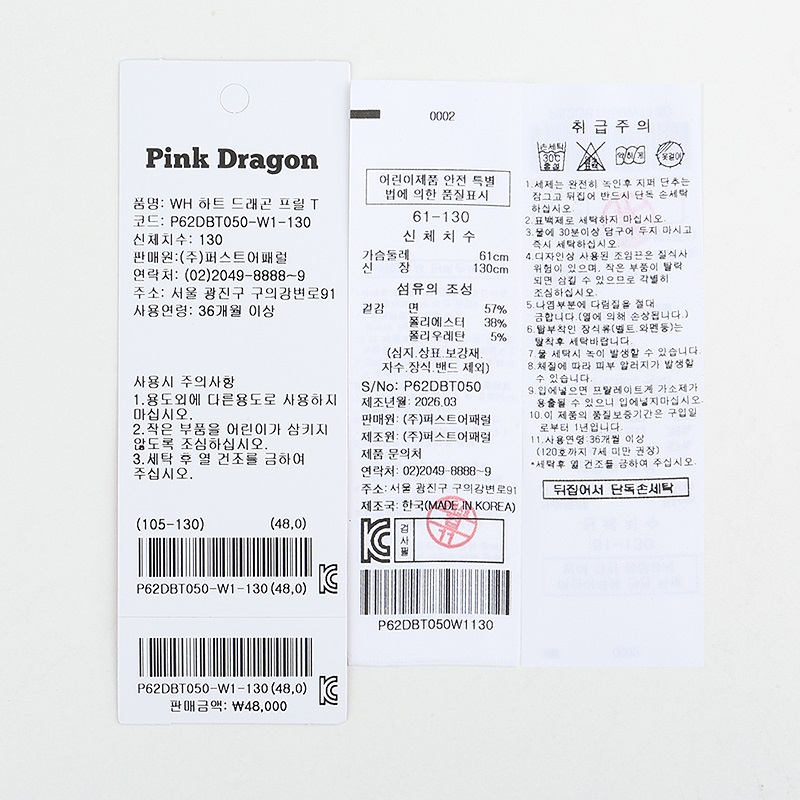 Pink Dragon
품명: WH 하트 드래곤 프릴 T
코드: P62DBT050-W1-130
신체치수: 130
판매원:(주)퍼스트어패럴
연락처: (02)2049-8888~9
주소: 서울 광진구 구의강변로91
사용연령: 36개월 이상
사용시 주의사항
1.용도외에 다른용도로 사용하지
마십시오.
2.작은 부품을 어린이가 삼키지
않도록 조심하십시오.
3.세탁 후 열 건조를 금하여
주십시오.
(105-130) (48,0)
P62DBT050-W1-130(48,0)
P62DBT050-W1-130(48,0)
판매금액: ₩48,000
0002
어린이제품 안전 특별
법에 의한 품질표시
61-130
신 체 치 수
가슴둘레 61cm
신 장 130cm
섬유의 조성
겉감 면 57%
폴리에스터 38%
폴리우레탄 5%
(심지.상표.보강재.
자수.장식.밴드 제외)
S/No: P62DBT050
제조년월: 2026.03
판매원: (주)퍼스트어패럴
제조원: (주)퍼스트어패럴
제품 문의처
연락처: 02)2049-8888~9
주소: 서울 광진구 구의강변로91
제조국: 한국(MADE IN KOREA)
검사필
P62DBT050W1130
취 급 주 의
손세탁
30℃
중성
염소
표백
약하게
옷걸이
1.세제는 완전히 녹인후 지퍼 단추는
잠그고 뒤집어 반드시 단독 손세탁
하십시오.
2.표백제로 세탁하지 마십시오.
3.물에 30분이상 담구어 두지 마시고
즉시 세탁하십시오.
4.디자인상 사용된 조임끈은 질식사
위험이 있으며, 작은 부품이 탈락
되면 삼킬 수 있으므로 각별히
조심하십시오.
5.나염부분에 다림질을 절대
금합니다.(열에 의해 손상됩니다.)
6.탈부착인 장식류(벨트.와펜등)는
탈착후 세탁바랍니다.
7.물 세탁시 녹이 발생할 수 있습니다.
8.체질에 따라 피부 알러지가 발생할
수 있습니다.
9.입에넣으면 프탈레이트계 가소제가
용출될 수 있으니 입에넣지마십시오.
10.이 제품의 품질보증기간은 구입일
로부터 1년입니다.
11.사용연령:36개월 이상
(120호까지 7세 미만 권장)
*세탁후 열 건조를 금하여 주십시오.
뒤집어서 단독손세탁